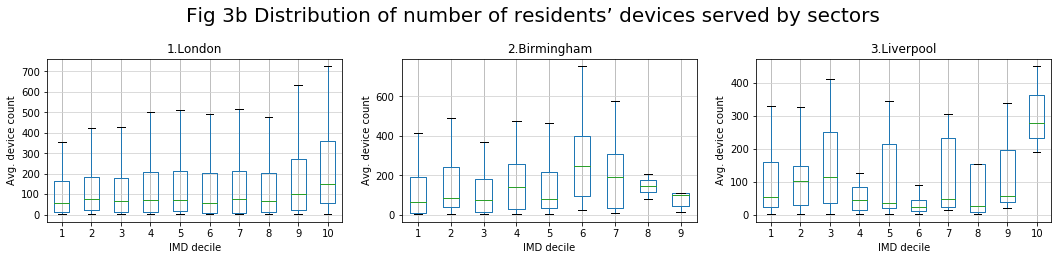 Fig 3b Distribution of number of residents’ devices served by sectors
1.London
Avg. device count
700
600
500
400
300
200
100
0
1 2 3 4 5 6 7 8 9 10
IMD decile
2.Birmingham
Avg. device count
600
400
200
0
1 2 3 4 5 6 7 8 9
IMD decile
3.Liverpool
Avg. device count
400
300
200
100
0
1 2 3 4 5 6 7 8 9 10
IMD decile